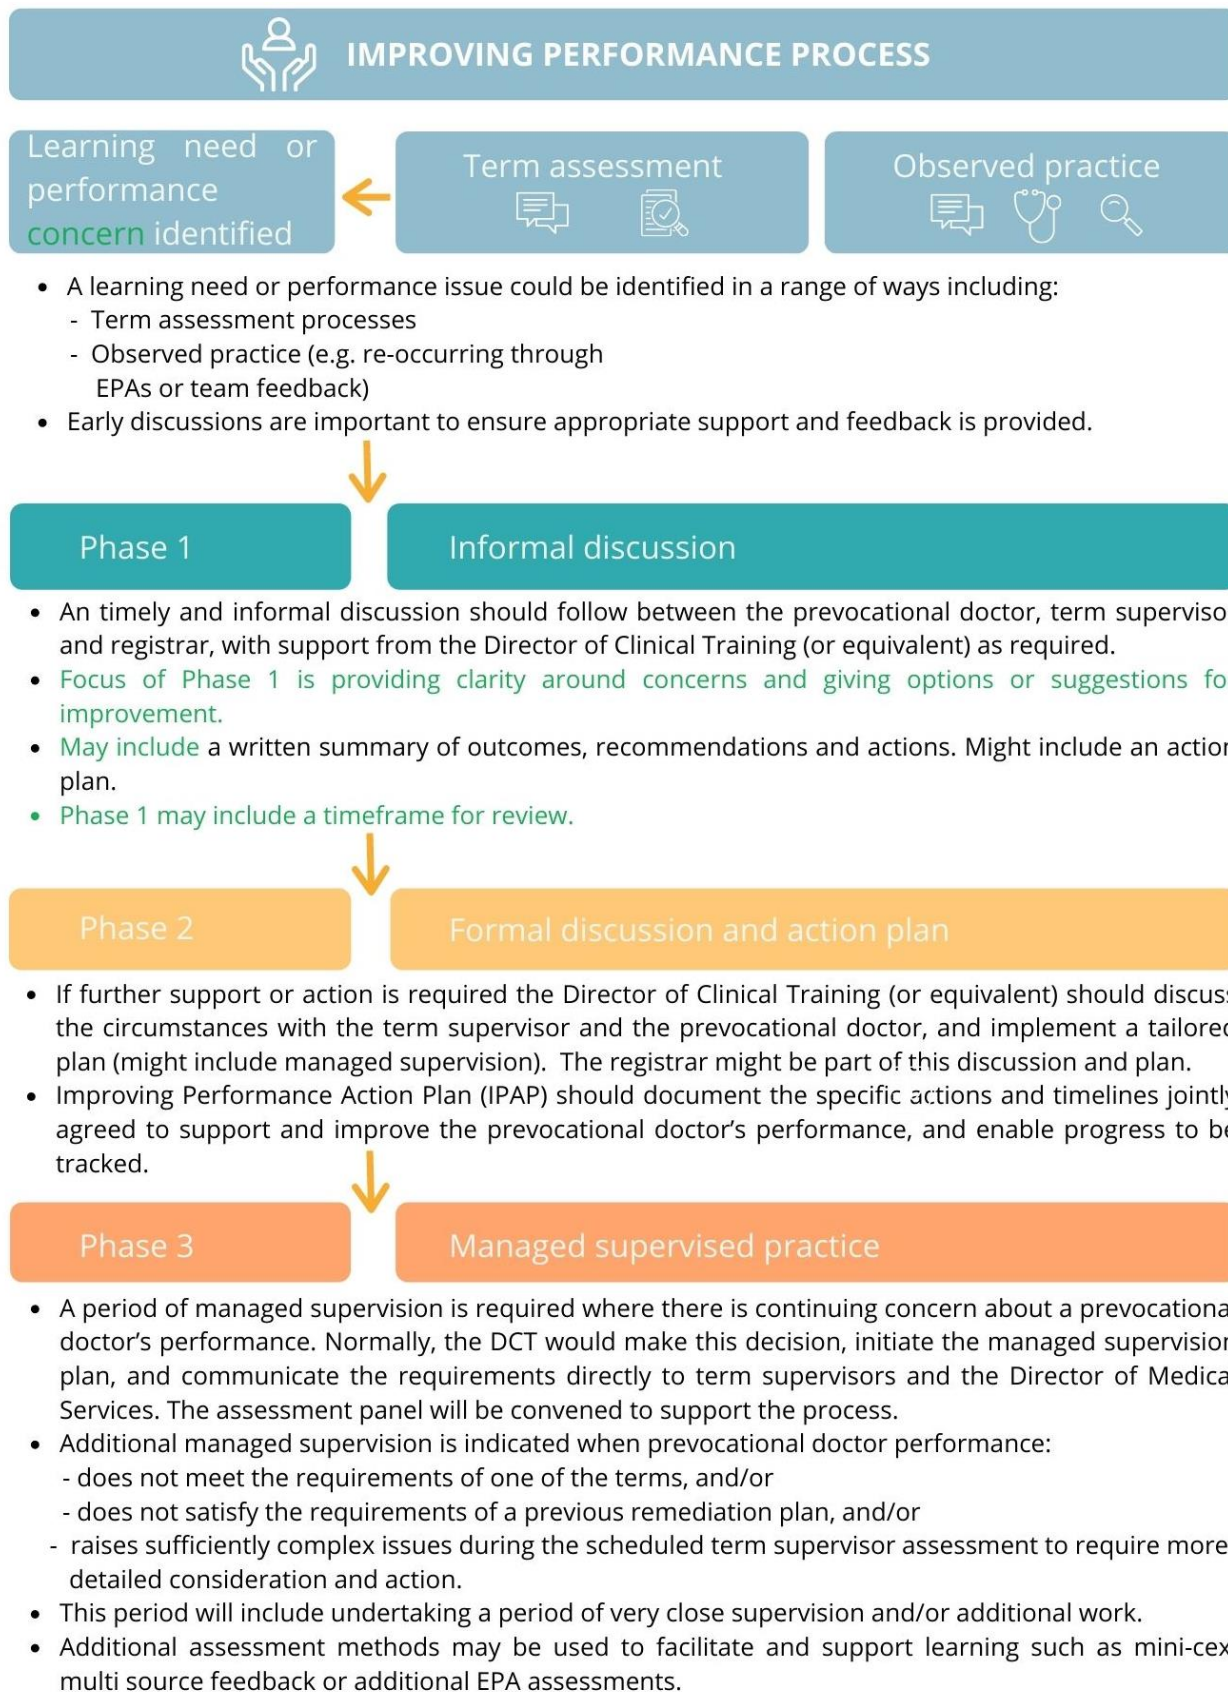 IMPROVING PERFORMANCE PROCESS
Learning need or
performance
concern identified
Term assessment
Observed practice
• A learning need or performance issue could be identified in a range of ways including:
- Term assessment processes
- Observed practice (e.g. re-occurring through
EPAs or team feedback)
• Early discussions are important to ensure appropriate support and feedback is provided.
Phase 1
Informal discussion
• An timely and informal discussion should follow between the prevocational doctor, term superviso
and registrar, with support from the Director of Clinical Training (or equivalent) as required.
• Focus of Phase 1 is providing clarity around concerns and giving options or suggestions fo
improvement.
• May include a written summary of outcomes, recommendations and actions. Might include an action
plan.
• Phase 1 may include a timeframe for review.
Phase 2
Formal discussion and action plan
• If further support or action is required the Director of Clinical Training (or equivalent) should discuss
the circumstances with the term supervisor and the prevocational doctor, and implement a tailored
plan (might include managed supervision). The registrar might be part of this discussion and plan.
• Improving Performance Action Plan (IPAP) should document the specific actions and timelines jointly
agreed to support and improve the prevocational doctor’s performance, and enable progress to be
tracked.
Phase 3
Managed supervised practice
• A period of managed supervision is required where there is continuing concern about a prevocationa
doctor’s performance. Normally, the DCT would make this decision, initiate the managed supervision
plan, and communicate the requirements directly to term supervisors and the Director of Medica
Services. The assessment panel will be convened to support the process.
• Additional managed supervision is indicated when prevocational doctor performance:
- does not meet the requirements of one of the terms, and/or
- does not satisfy the requirements of a previous remediation plan, and/or
- raises sufficiently complex issues during the scheduled term supervisor assessment to require more
detailed consideration and action.
• This period will include undertaking a period of very close supervision and/or additional work.
• Additional assessment methods may be used to facilitate and support learning such as mini-cex
multi source feedback or additional EPA assessments.